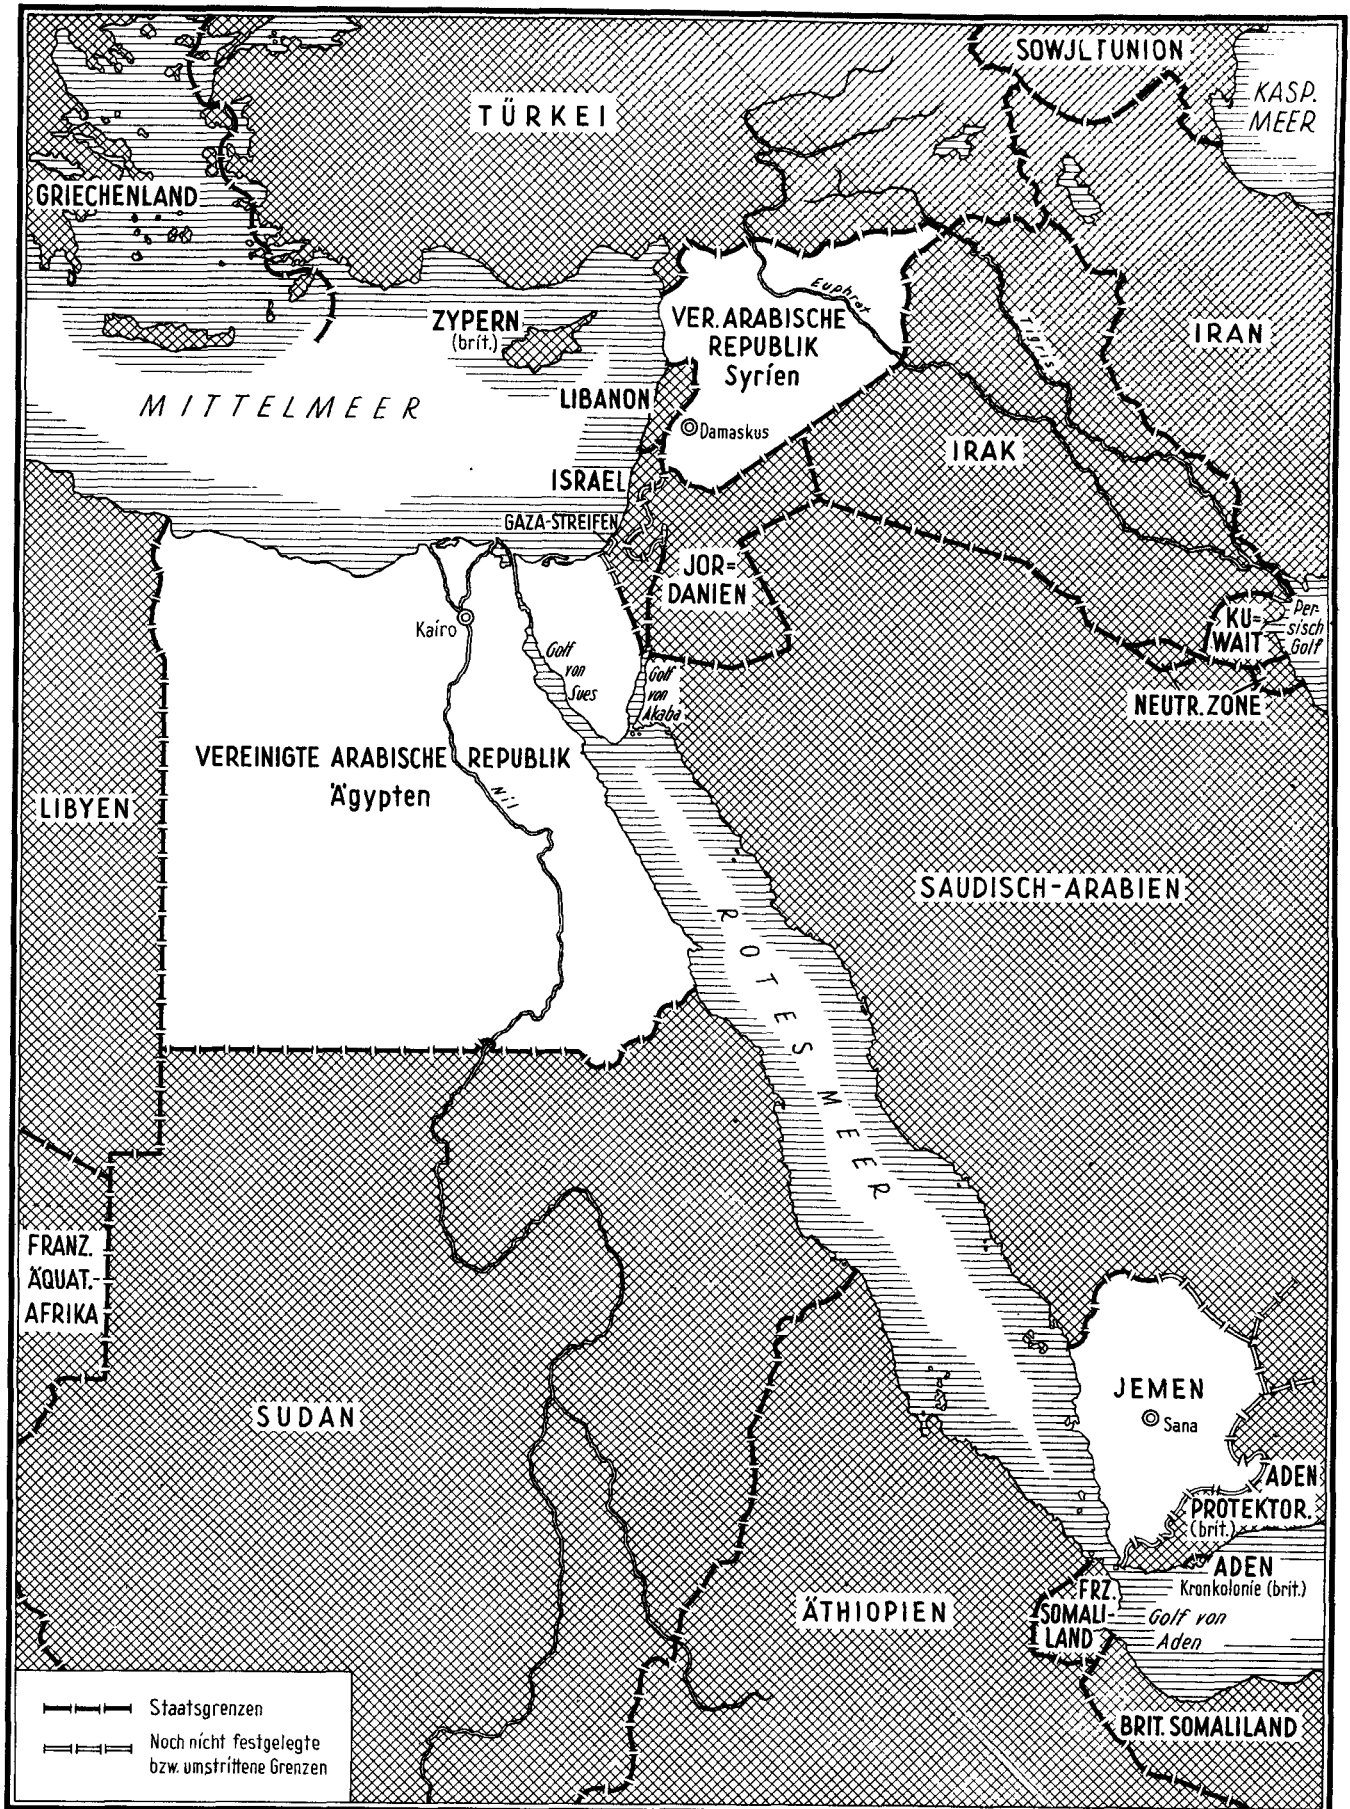 SOWJETUNION
KASP.
MEER
TÜRKEI
GRIECHENLAND
ZYPERN
(brit.)
VER. ARABISCHE
REPUBLIK
Syrien
Euphrat
Tigris
IRAN
MITTELMEER
LIBANON
Damaskus
IRAK
ISRAEL
GAZA-STREIFEN
JOR=
DANIEN
KU=
WAIT
Per-
sisch
Golf
NEUTR. ZONE
Kairo
Golf
von
Sues
Golf
von
Akaba
VEREINIGTE ARABISCHE REPUBLIK
Ägypten
Nil
LIBYEN
SAUDISCH-ARABIEN
ROTES MEER
FRANZ.
ÄQUAT.-
AFRIKA
SUDAN
JEMEN
Sana
ADEN
PROTEKTOR.
(brit.)
ADEN
Kronkolonie (brit.)
FRZ.
SOMALI-
LAND
Golf von
Aden
ÄTHIOPIEN
BRIT. SOMALILAND
Staatsgrenzen
Noch nicht festgelegte
bzw. umstrittene Grenzen